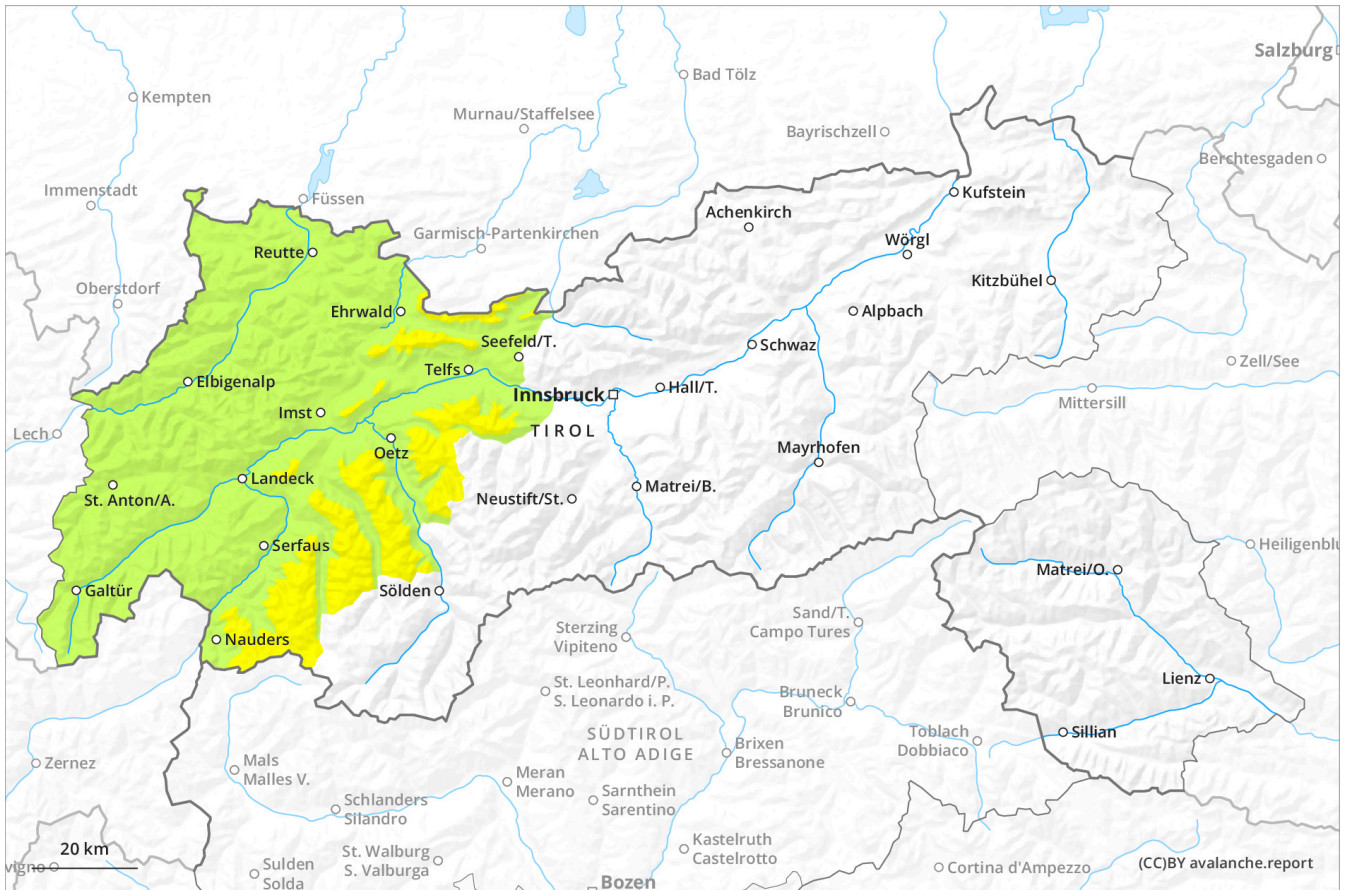 Salzburg
Bad Tölz
Kempten
Murnau/Staffelsee
Bayrischzell
Berchtesgaden
Immenstadt
Füssen
Kufstein
Achenkirch
Garmisch-Partenkirchen
Wörgl
Reutte
Kitzbühel
Oberstdorf
Ehrwald
Alpbach
Seefeld/T.
Schwaz
Zell/See
Telfs
Elbigenalp
Hall/T.
Innsbruck
Mittersill
Imst
TIROL
Lech
Oetz
Mayrhofen
Landeck
Matrei/B.
St. Anton/A.
Neustift/St.
Serfaus
Heiligenblu
Matrei/O.
Galtür
Sölden
Sand/T.
Campo Tures
Sterzing
Vipiteno
Nauders
Lienz
St. Leonhard/P.
S. Leonardo i. P.
Bruneck
Brunico
SÜDTIROL
ALTO ADIGE
Toblach
Dobbiaco
Sillian
Brixen
Bressanone
Zernez
Mals
Malles V.
Meran
Merano
Sarnthein
Sarentino
Schlanders
Silandro
Kastelruth
Castelrotto
20 km
St. Walburg
S. Valburga
vigno
Sulden
Solda
Cortina d'Ampezzo
(CC)BY avalanche.report
Bozen